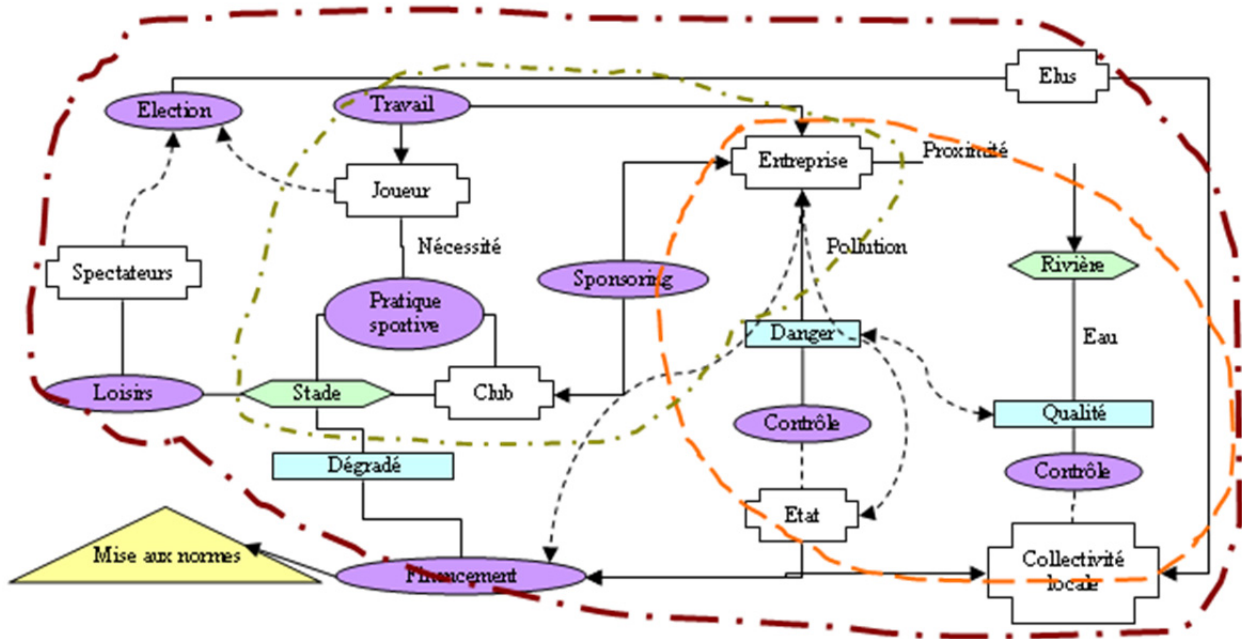 Elus
Election
Travail
Entreprise
Proximité
Joueur
Nécessité
Pollution
Spectateurs
Sponsoring
Rivière
Pratique
sportive
Danger
Eau
Loisirs
Stade
Club
Qualité
Contrôle
Dégradé
Contrôle
Etat
Mise aux normes
Financement
Collectivité
locale